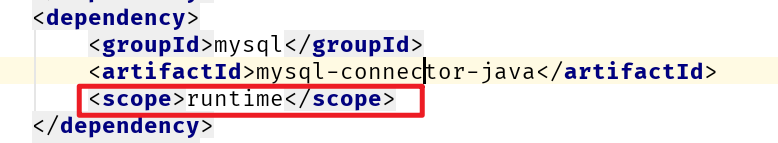 <dependency>
<groupId>mysql</groupId>
<artifactId>mysql-connector-java</artifactId>
<scope>runtime</scope>
</dependency>